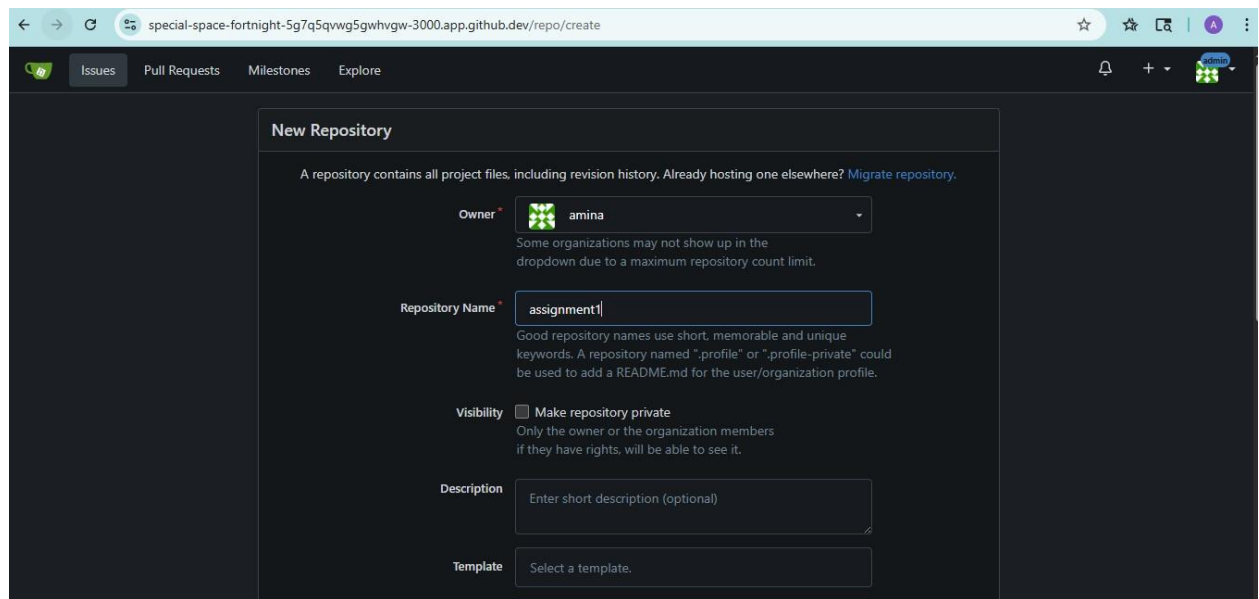 special-space-fortnight-5g7q5qvwg5gwhvgw-3000.app.github.dev/repo/create
A
Issues Pull Requests Milestones Explore
admin
New Repository
A repository contains all project files, including revision history. Already hosting one elsewhere? Migrate repository.
Owner * amina
Some organizations may not show up in the
dropdown due to a maximum repository count limit.
Repository Name * assignment1
Good repository names use short, memorable and unique
keywords. A repository named ".profile" or ".profile-private" could
be used to add a README.md for the user/organization profile.
Visibility Make repository private
Only the owner or the organization members
if they have rights, will be able to see it.
Description Enter short description (optional)
Template Select a template.